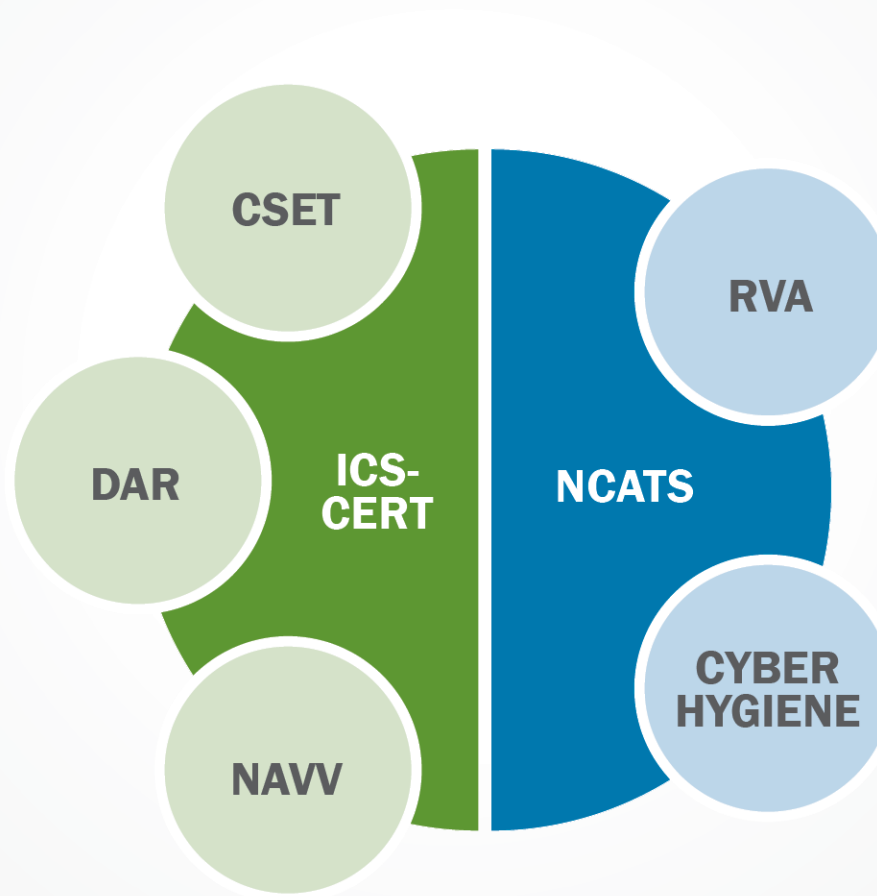 CSET
DAR
NAVV
ICS-
CERT
NCATS
RVA
CYBER
HYGIENE